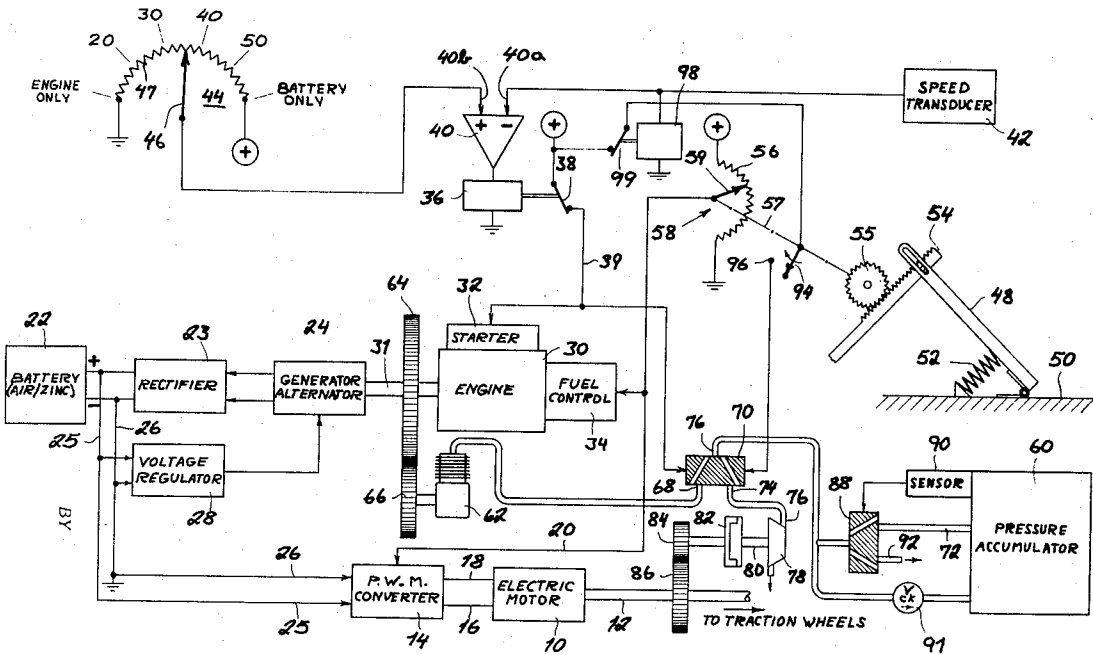 30 40
20 50
ENGINE ONLY 47 44 BATTERY ONLY
46
+
40b 40a 98
+ - 40
+
99
36 38
39
SPEED TRANSDUCER
42
+
59 56
57
58
55 54
96 94
48
52 50
22 23 24 64 32
STARTER
31 30
BATTERY (AIR/ZINC)
+
-
RECTIFIER
GENERATOR ALTERNATOR
ENGINE
FUEL CONTROL
34
25 26
VOLTAGE REGULATOR
28
66 62
76 70
68 74
90 60
88 SENSOR
PRESSURE ACCUMULATOR
72
92
84 82 76
80 78
86
20
BY
26
25
P.W.M. CONVERTER
14
18
16
ELECTRIC MOTOR
10
12
TO TRACTION WHEELS
V
CK
91